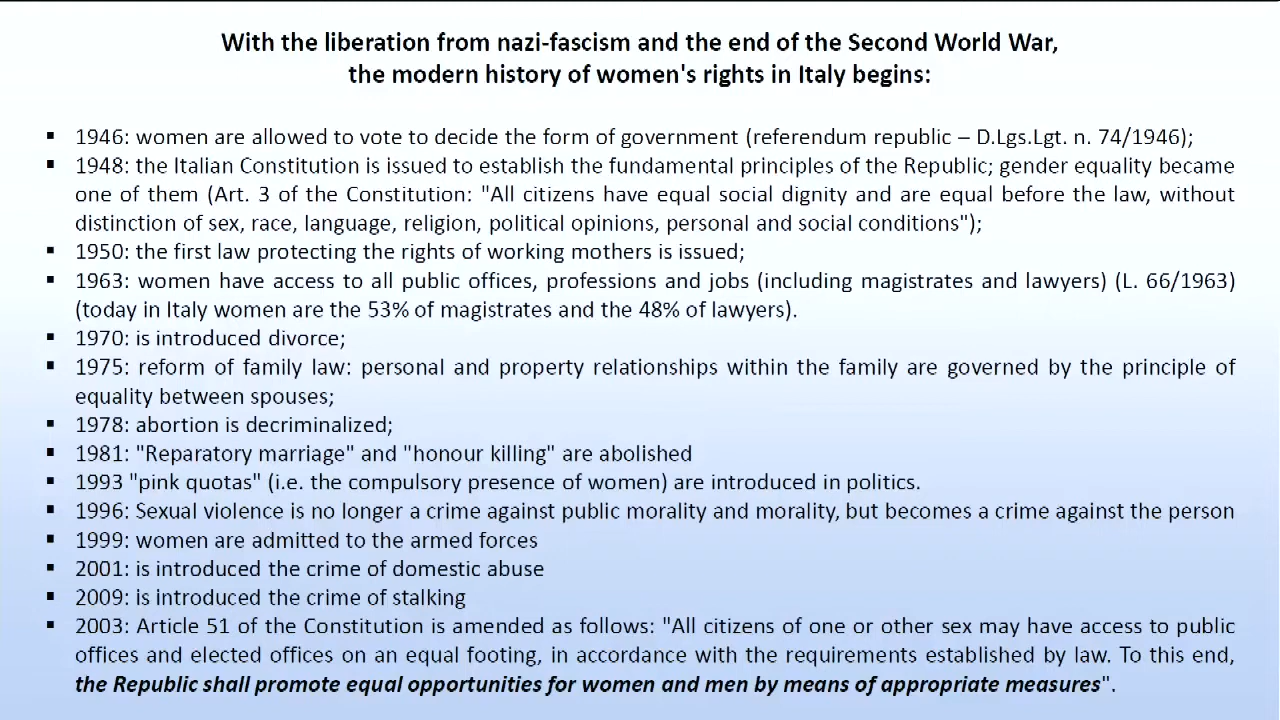 With the liberation from nazi-fascism and the end of the Second World War,
the modern history of women's rights in Italy begins:
▪ 1946: women are allowed to vote to decide the form of government (referendum republic – D.Lgs.Lgt. n. 74/1946);
▪ 1948: the Italian Constitution is issued to establish the fundamental principles of the Republic; gender equality became
one of them (Art. 3 of the Constitution: "All citizens have equal social dignity and are equal before the law, without
distinction of sex, race, language, religion, political opinions, personal and social conditions");
▪ 1950: the first law protecting the rights of working mothers is issued;
▪ 1963: women have access to all public offices, professions and jobs (including magistrates and lawyers) (L. 66/1963)
(today in Italy women are the 53% of magistrates and the 48% of lawyers).
▪ 1970: is introduced divorce;
▪ 1975: reform of family law: personal and property relationships within the family are governed by the principle of
equality between spouses;
▪ 1978: abortion is decriminalized;
▪ 1981: "Reparatory marriage" and "honour killing" are abolished
▪ 1993 "pink quotas" (i.e. the compulsory presence of women) are introduced in politics.
▪ 1996: Sexual violence is no longer a crime against public morality and morality, but becomes a crime against the person
▪ 1999: women are admitted to the armed forces
▪ 2001: is introduced the crime of domestic abuse
▪ 2009: is introduced the crime of stalking
▪ 2003: Article 51 of the Constitution is amended as follows: "All citizens of one or other sex may have access to public
offices and elected offices on an equal footing, in accordance with the requirements established by law. To this end,
the Republic shall promote equal opportunities for women and men by means of appropriate measures".